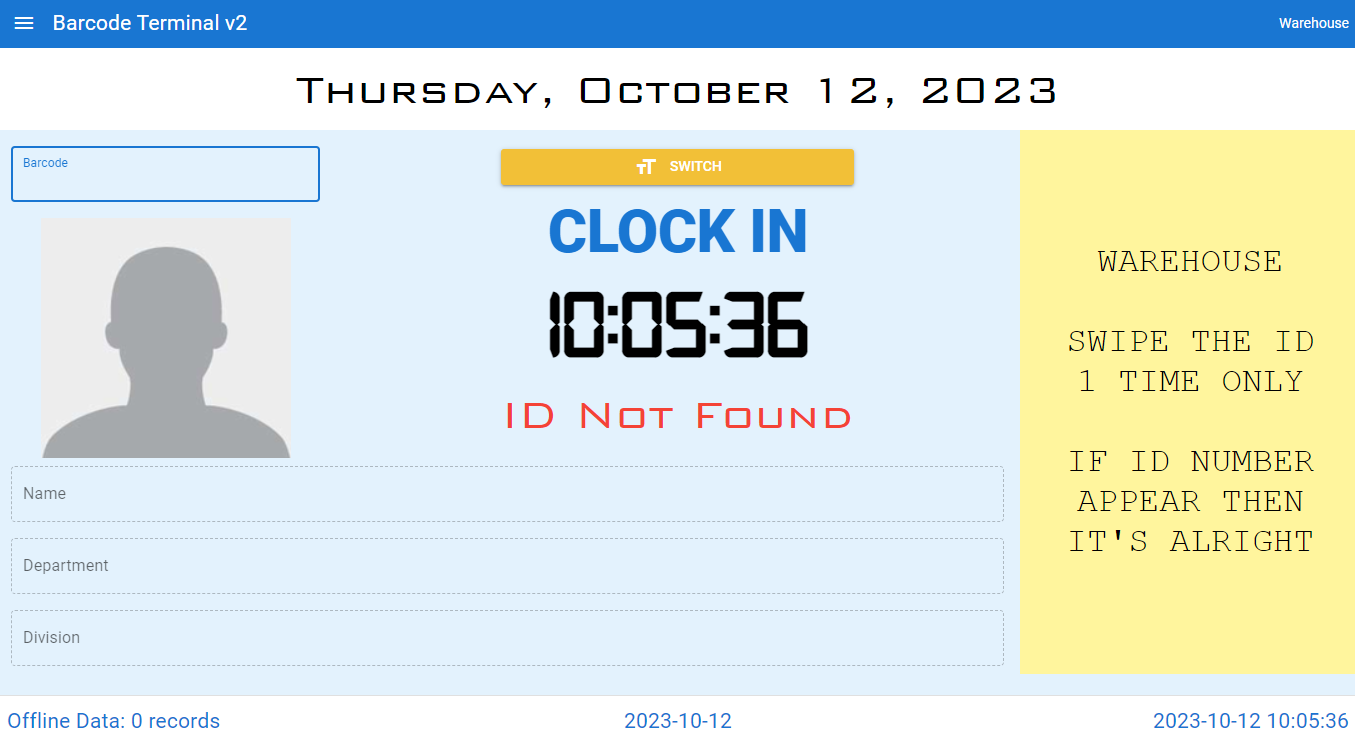 Barcode Terminal v2
Warehouse
Thursday, October 12, 2023
Barcode
SWITCH
CLOCK IN
10:05:36
ID Not Found
Name
Department
Division
WAREHOUSE
SWIPE THE ID
1 TIME ONLY
IF ID NUMBER
APPEAR THEN
IT'S ALRIGHT
Offline Data: 0 records
2023-10-12
2023-10-12 10:05:36